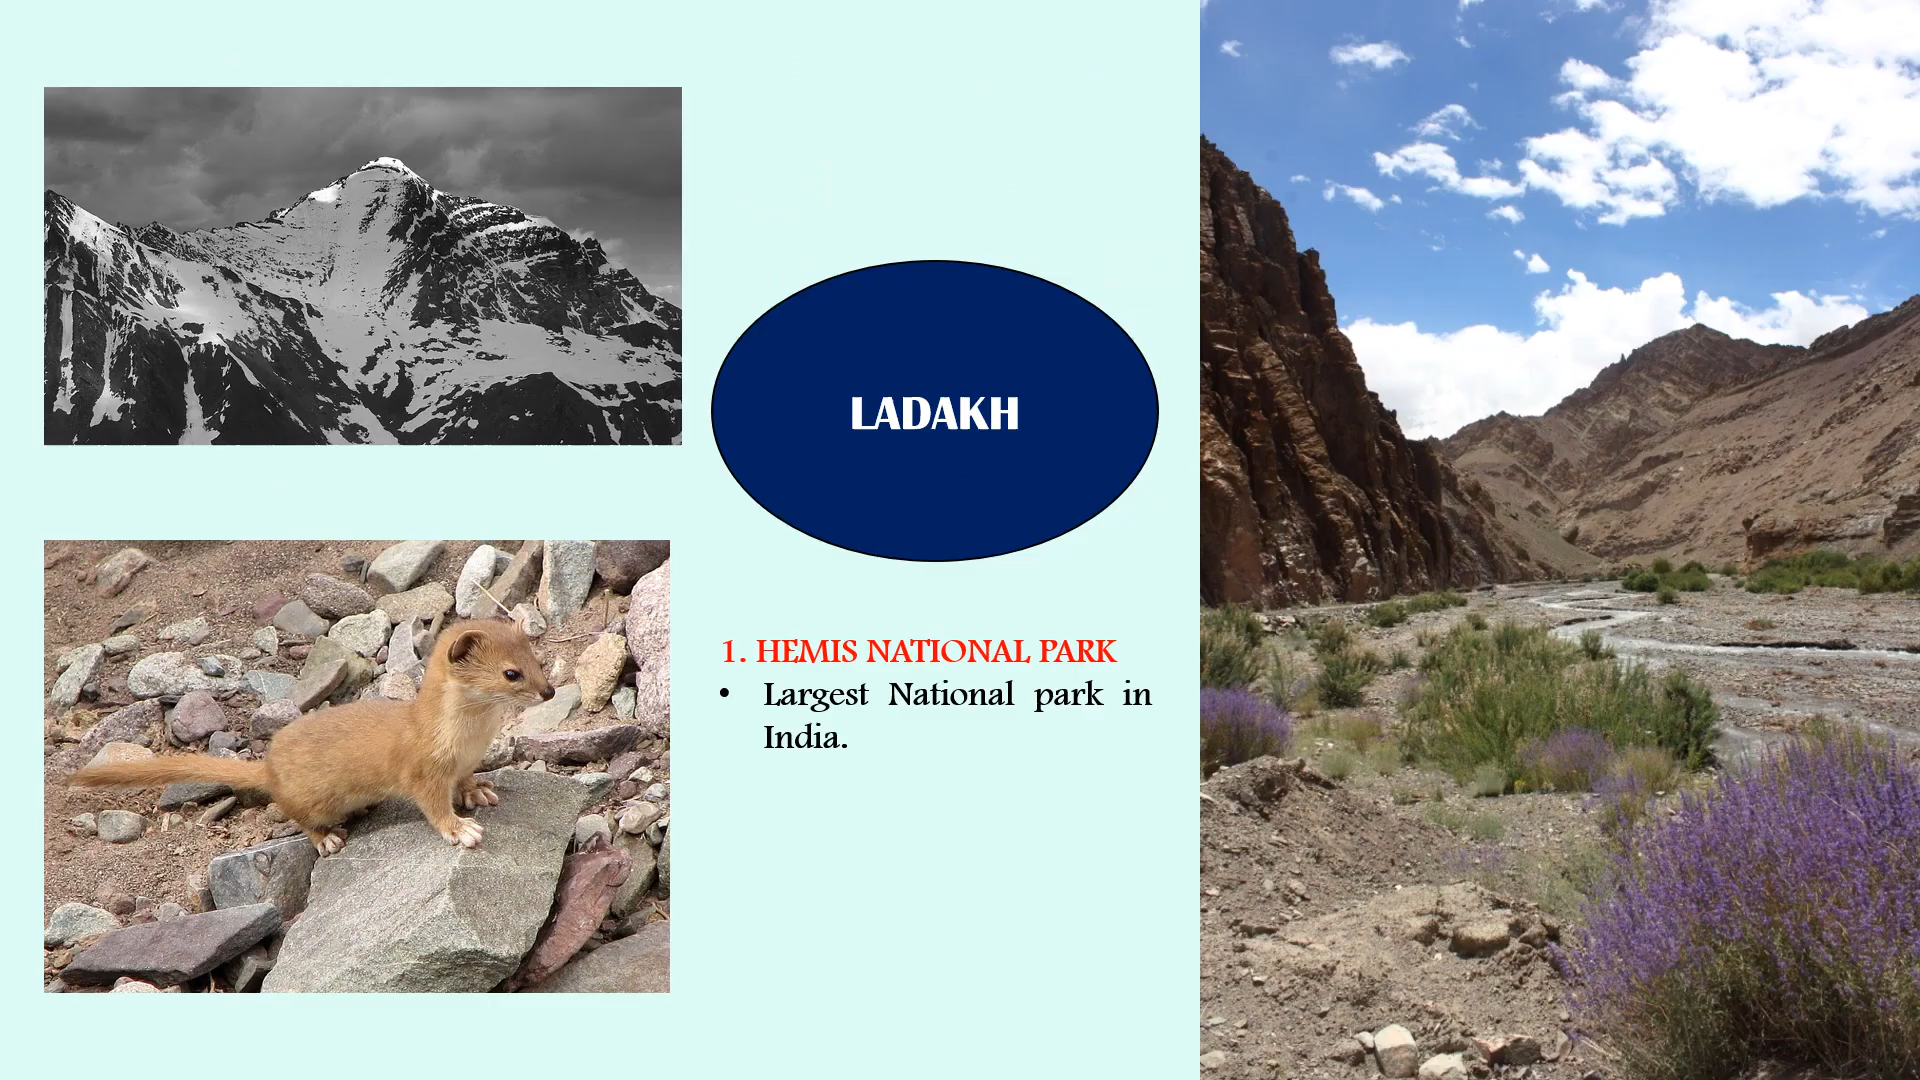 LADAKH
1. HEMIS NATIONAL PARK
• Largest National park in
India.